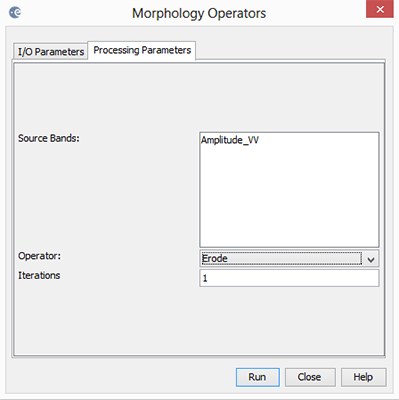 Morphology Operators
I/O Parameters
Processing Parameters
Source Bands:
Amplitude_VV
Operator:
Erode
Iterations
1
Run
Close
Help